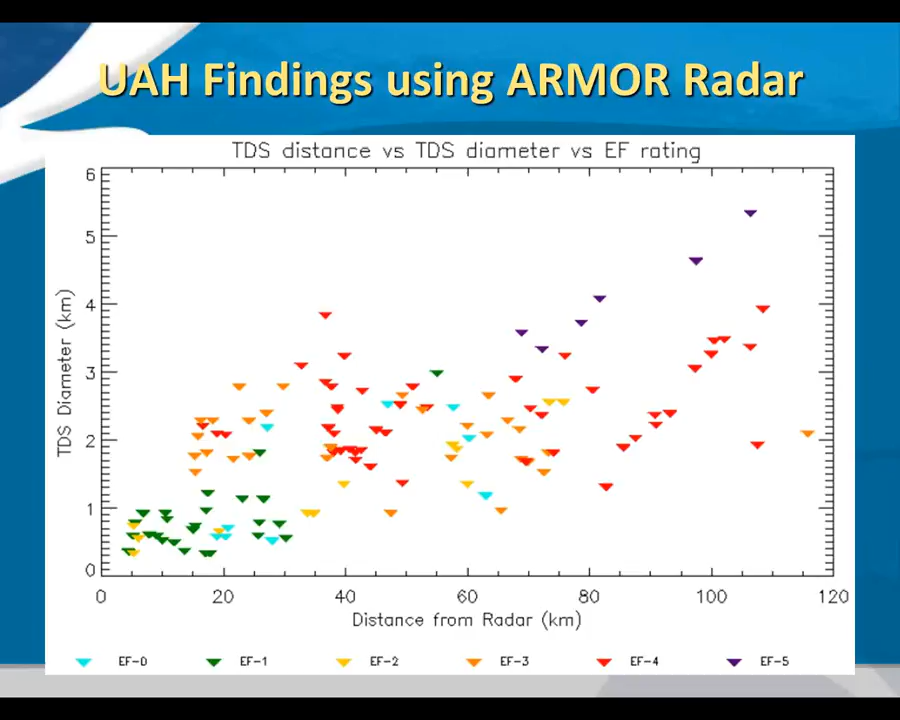 UAH Findings using ARMOR Radar
TDS distance vs TDS diameter vs EF rating
6
5
4
3
2
1
0
TDS Diameter (km)
0 20 40 60 80 100 120
Distance from Radar (km)
EF-0 EF-1 EF-2 EF-3 EF-4 EF-5